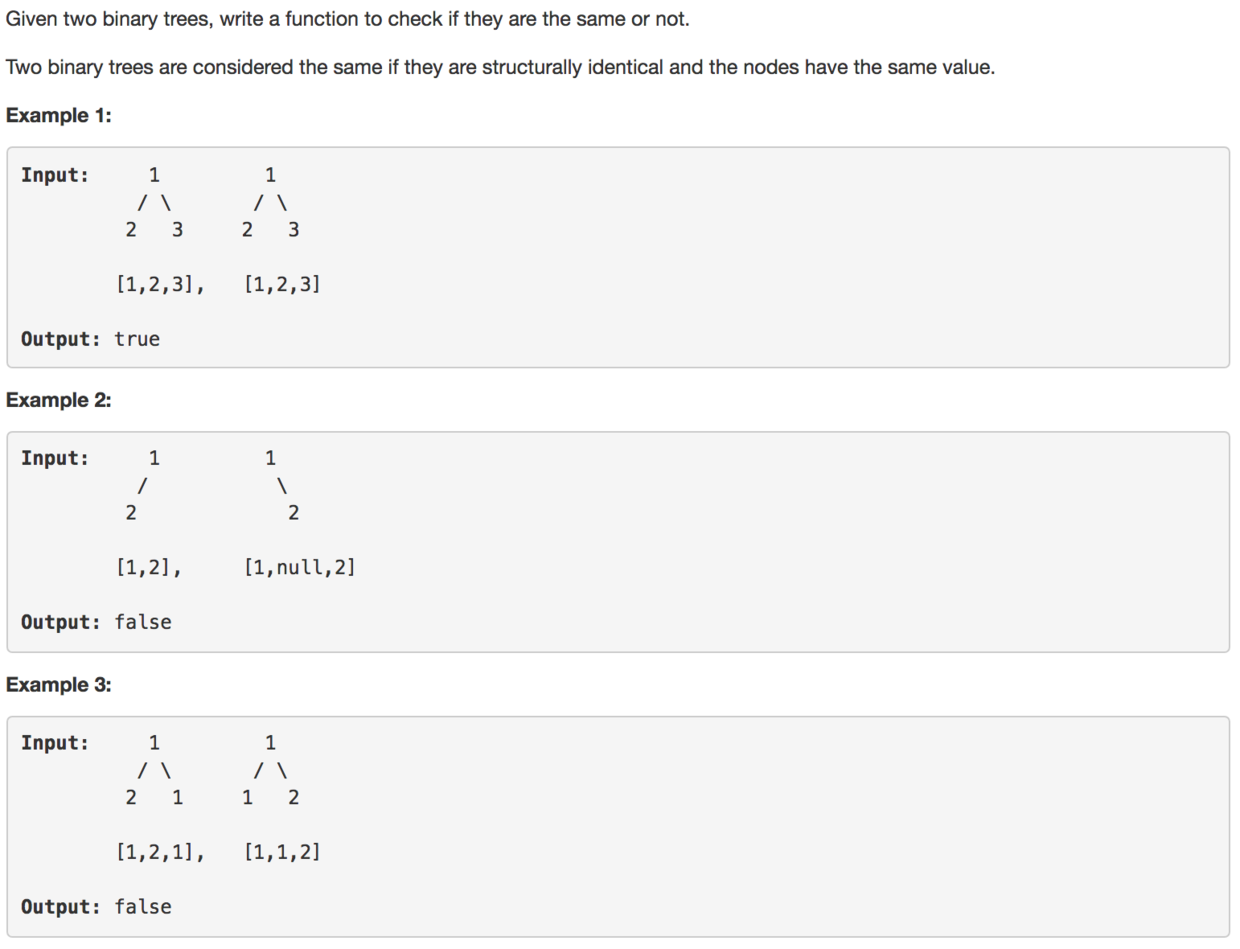 Given two binary trees, write a function to check if they are the same or not.
Two binary trees are considered the same if they are structurally identical and the nodes have the same value.
Example 1:
Input:     1         1
          / \       / \
         2   3     2   3
        [1,2,3],   [1,2,3]
Output: true
Example 2:
Input:     1         1
          /           \
         2             2
        [1,2],     [1,null,2]
Output: false
Example 3:
Input:     1         1
          / \       / \
         2   1     1   2
        [1,2,1],   [1,1,2]
Output: false